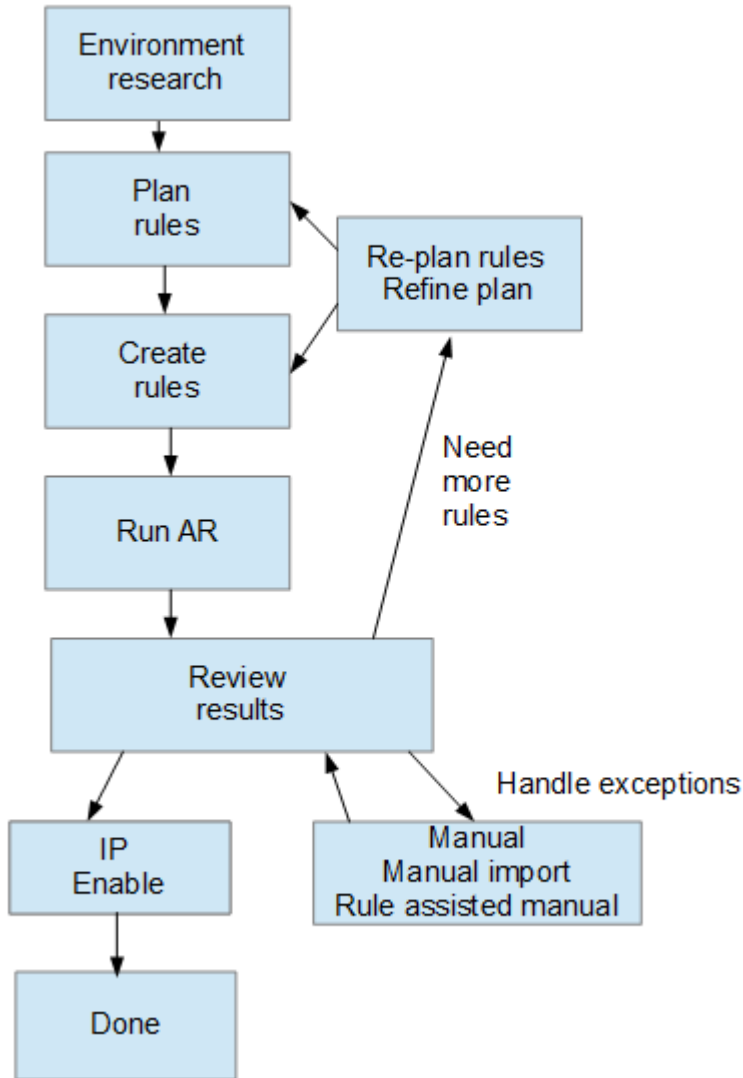 Environment
research
Plan
rules
Re-plan rules
Refine plan
Create
rules
Need
more
rules
Run AR
Review
results
Handle exceptions
IP
Enable
Manual
Manual import
Rule assisted manual
Done